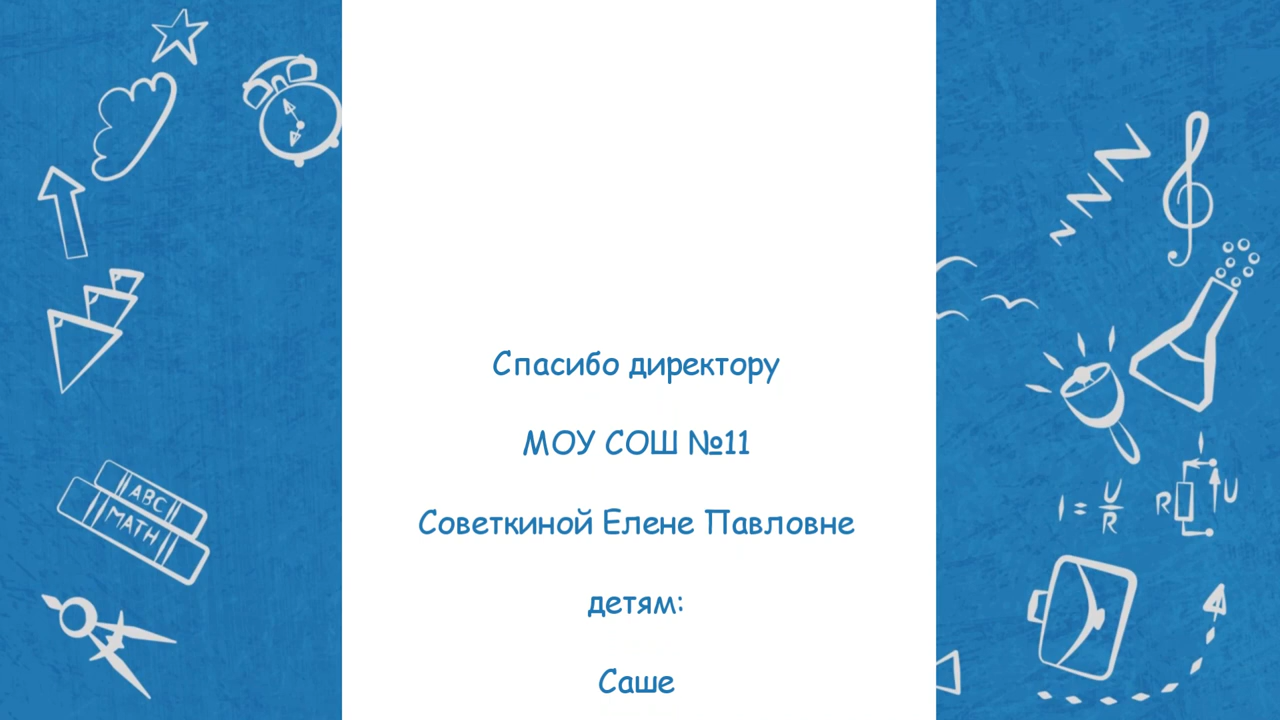 Спасибо директору
МОУ СОШ №11
Советкиной Елене Павловне
детям:
Саше
ABC
MATH
z
N
N
I = U/R
R
U